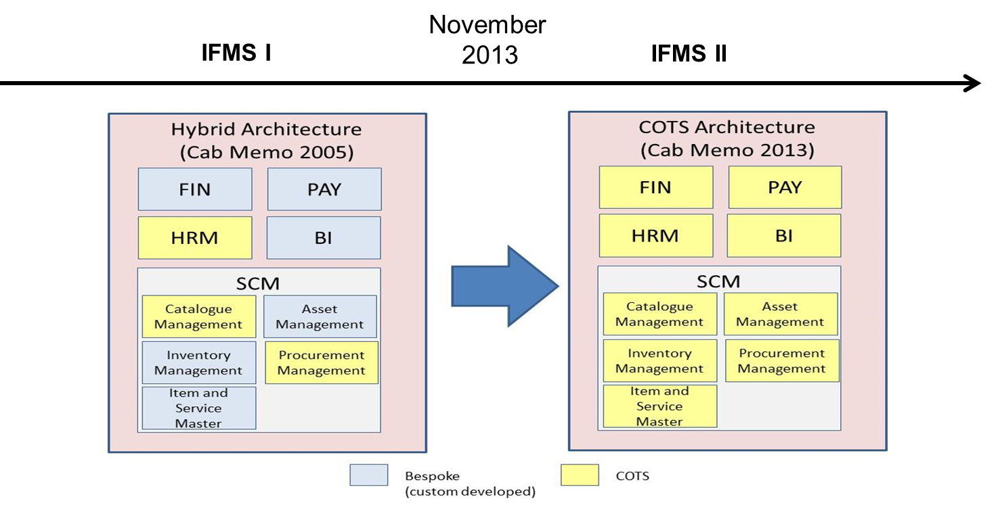 November
2013
IFMS I
IFMS II
Hybrid Architecture
(Cab Memo 2005)
FIN
PAY
HRM
BI
SCM
Catalogue
Management
Asset
Management
Inventory
Management
Procurement
Management
Item and
Service
Master
COTS Architecture
(Cab Memo 2013)
FIN
PAY
HRM
BI
SCM
Catalogue
Management
Asset
Management
Inventory
Management
Procurement
Management
Item and
Service
Master
Bespoke
(custom developed)
COTS